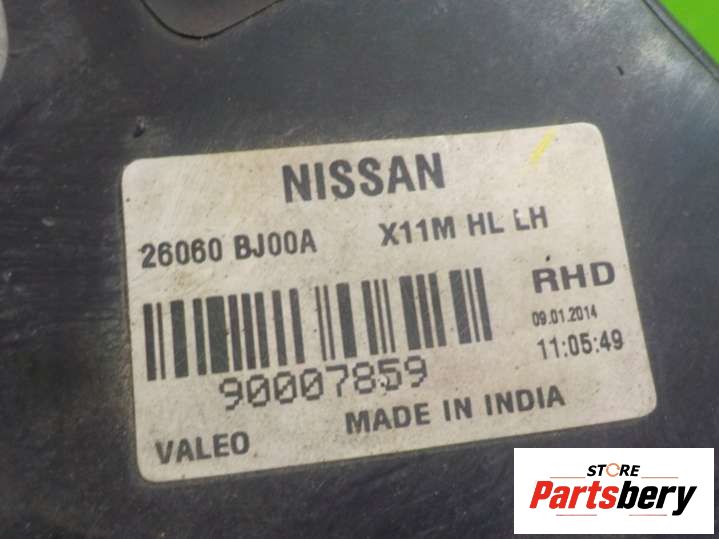 NISSAN
26060 BJ00A X11M HL LH
RHD
09.01.2014
11:05:49
90007859
MADE IN INDIA
VALEO
STORE
Partsbery